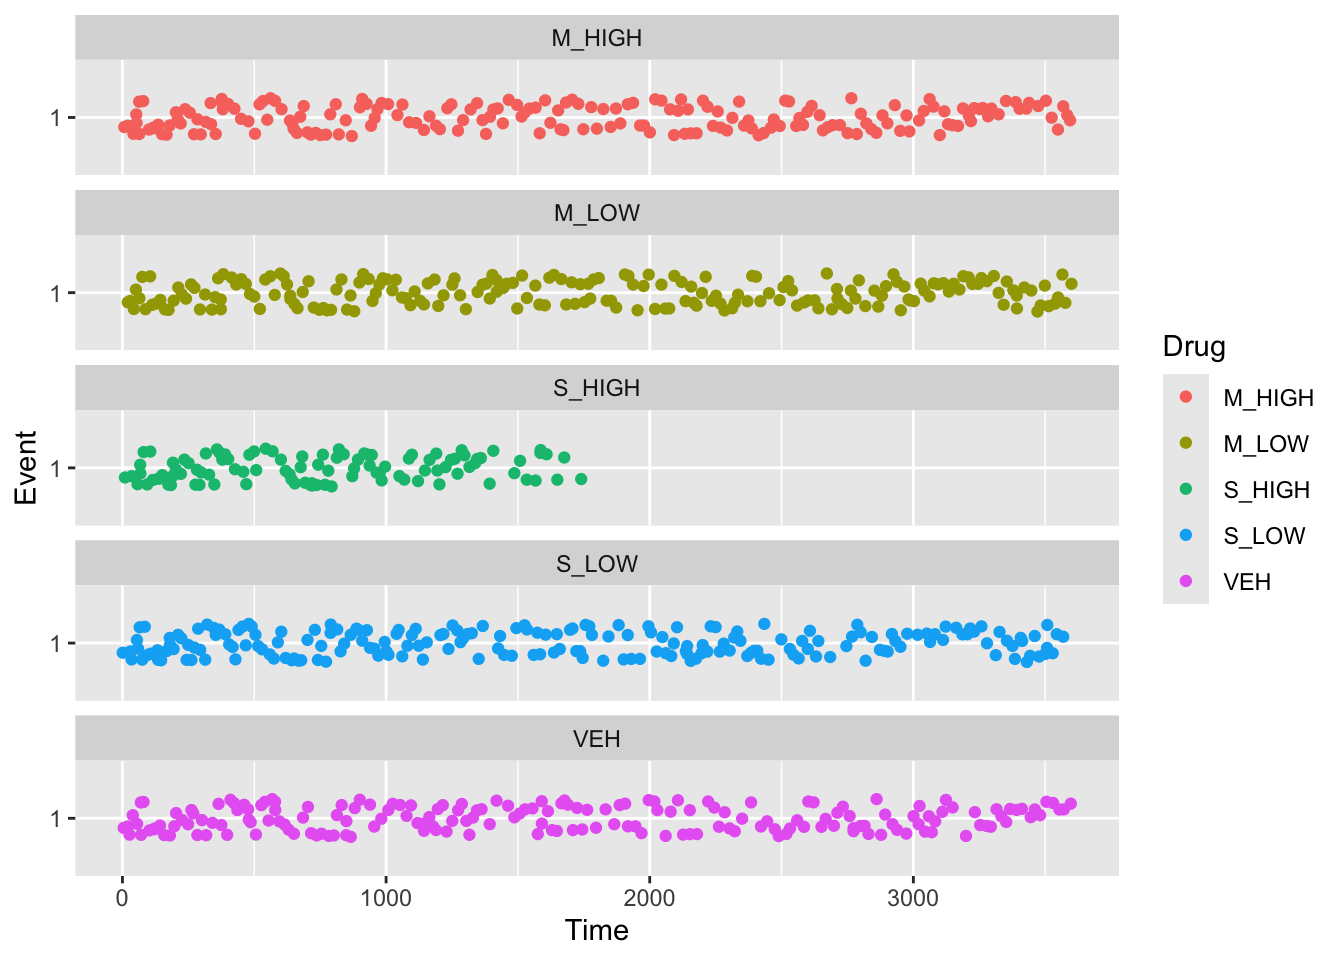 M_HIGH
1
M_LOW
1
S_HIGH
1
S_LOW
1
VEH
1
0 1000 2000 3000
Time
Event
Drug
M_HIGH
M_LOW
S_HIGH
S_LOW
VEH